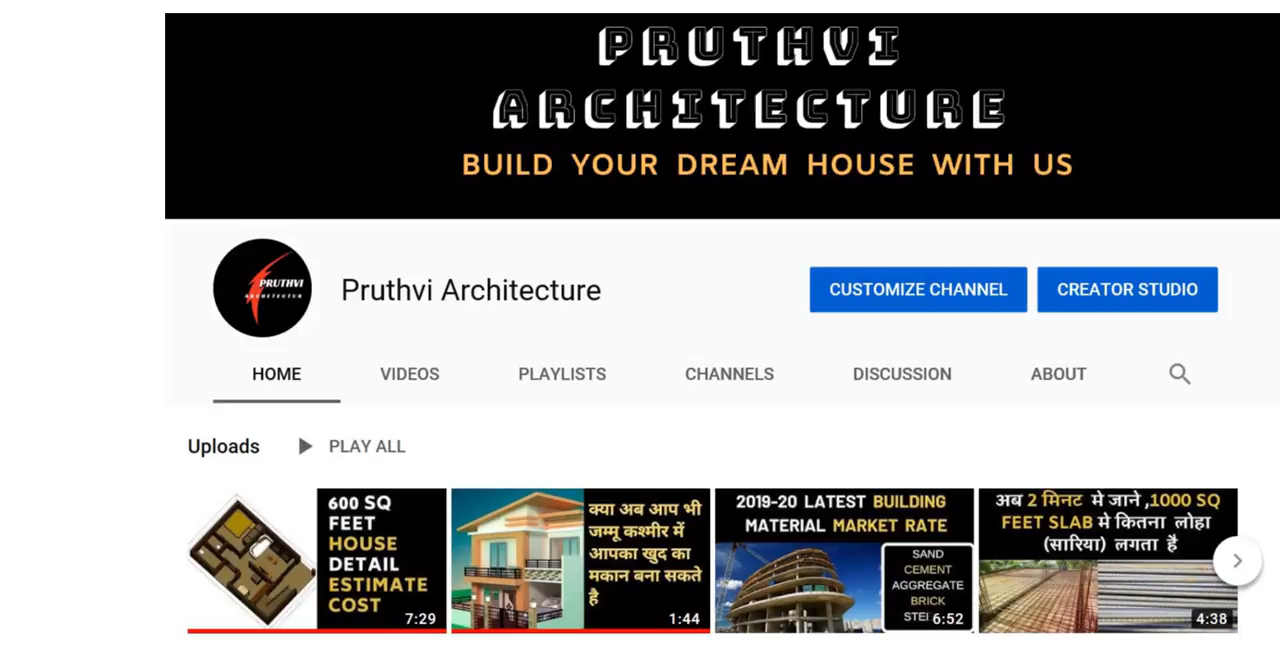 PRUTHVI
ARCHITECTURE
BUILD YOUR DREAM HOUSE WITH US
PRUTHVI
ARCHITECTUR
Pruthvi Architecture
CUSTOMIZE CHANNEL
CREATOR STUDIO
HOME
VIDEOS
PLAYLISTS
CHANNELS
DISCUSSION
ABOUT
Uploads
PLAY ALL
600 SQ
FEET
HOUSE
DETAIL
ESTIMATE
COST
7:29
क्या अब आप भी
जम्मू कश्मीर में
आपका खुद का
मकान बना सकते
है
1:44
2019-20 LATEST BUILDING
MATERIAL MARKET RATE
SAND
CEMENT
AGGREGATE
BRICK
6:52
अब 2 मिनट मे जाने ,1000 SQ
FEET SLAB मे कितना लोहा
(सारिया) लगता है
4:38